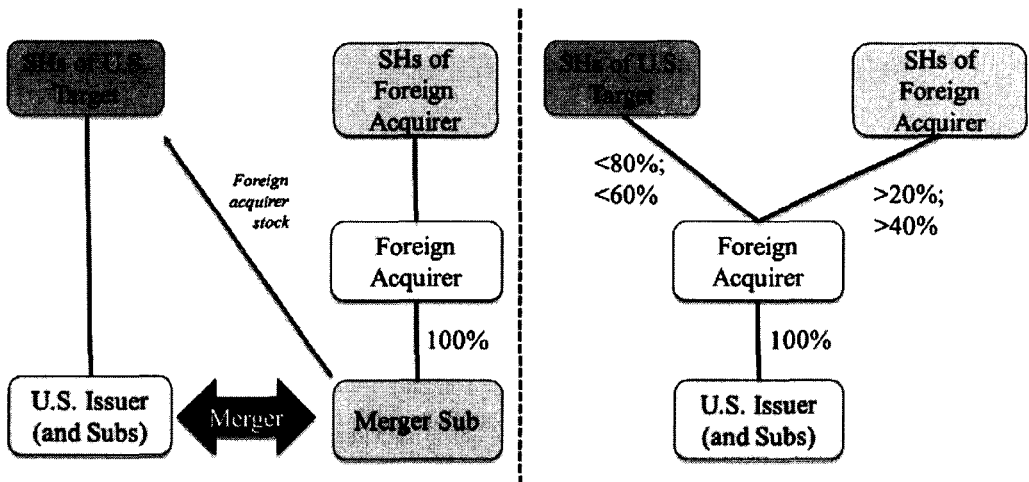 SHs of U.S.
Target
SHs of
Foreign
Acquirer
Foreign
acquirer
stock
Foreign
Acquirer
100%
U.S. Issuer
(and Subs)
Merger
Merger Sub
SHs of U.S.
Target
SHs of
Foreign
Acquirer
<80%;
<60%
>20%;
>40%
Foreign
Acquirer
100%
U.S. Issuer
(and Subs)